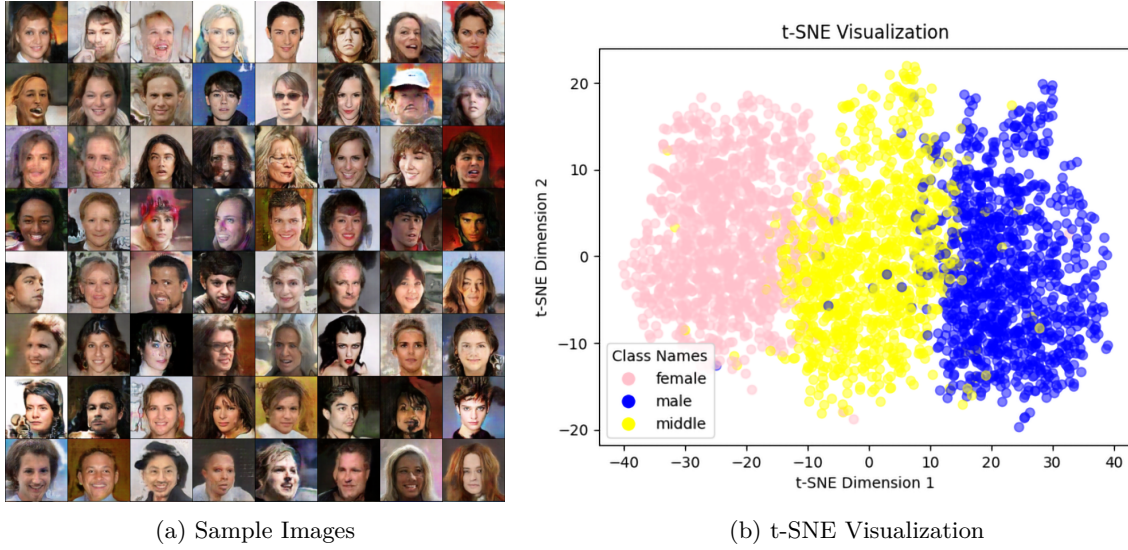 t-SNE Visualization
t-SNE Dimension 2
20
10
0
−10
−20
Class Names
female
male
middle
−40
−30
−20
−10
0
10
20
30
40
t-SNE Dimension 1
(a) Sample Images
(b) t-SNE Visualization